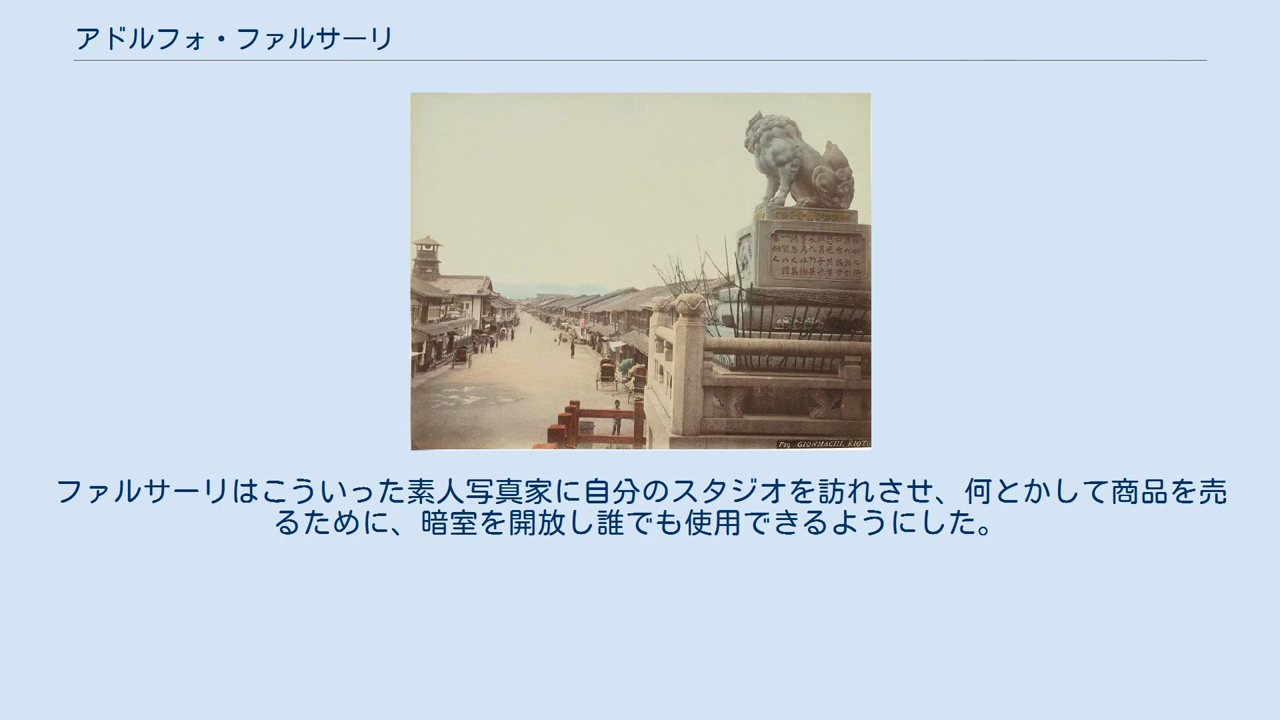 アドルフォ・ファルサーリ
ファルサーリはこういった素人写真家に自分のスタジオを訪れさせ、何とかして商品を売
るために、暗室を開放し誰でも使用できるようにした。
GIONMACHI, KIOTO